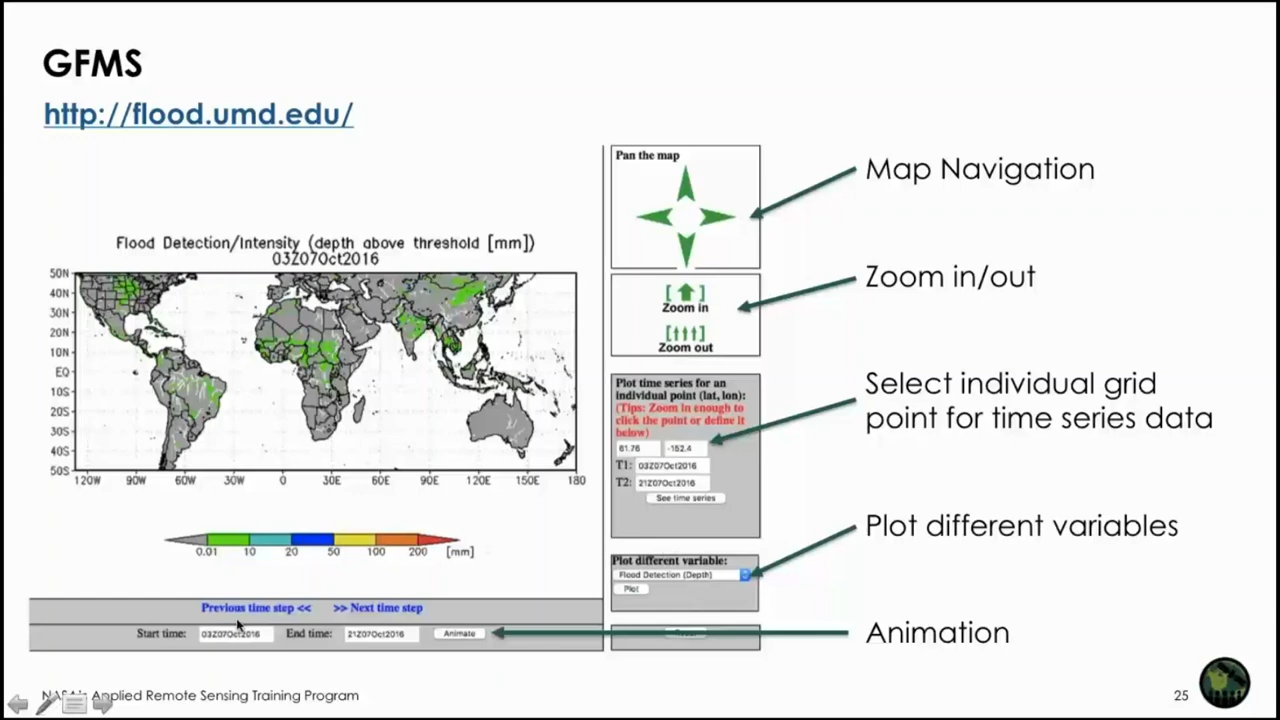 GFMS
http://flood.umd.edu/
Flood Detection/Intensity (depth above threshold [mm])
03Z07Oct2016
50N
40N
30N
20N
10N
EQ
10S
20S
30S
40S
50S
120W 90W 60W 30W 0 30E 60E 90E 120E 150E 180
0.01 10 20 50 100 200 [mm]
Previous time step << >> Next time step
Start time: 03Z07Oct2016 End time: 21Z07Oct2016 Animate
Pan the map
[ ]
Zoom in
[ ]
Zoom out
Plot time series for an
individual point (lat, lon):
(Tips: Zoom in enough to
click the point or define it
below)
61.76 -152.4
T1: 03Z07Oct2016
T2: 21Z07Oct2016
See time series
Plot different variable:
Flood Detection (Depth)
Plot
Map Navigation
Zoom in/out
Select individual grid
point for time series data
Plot different variables
Animation
NASA's Applied Remote Sensing Training Program
25